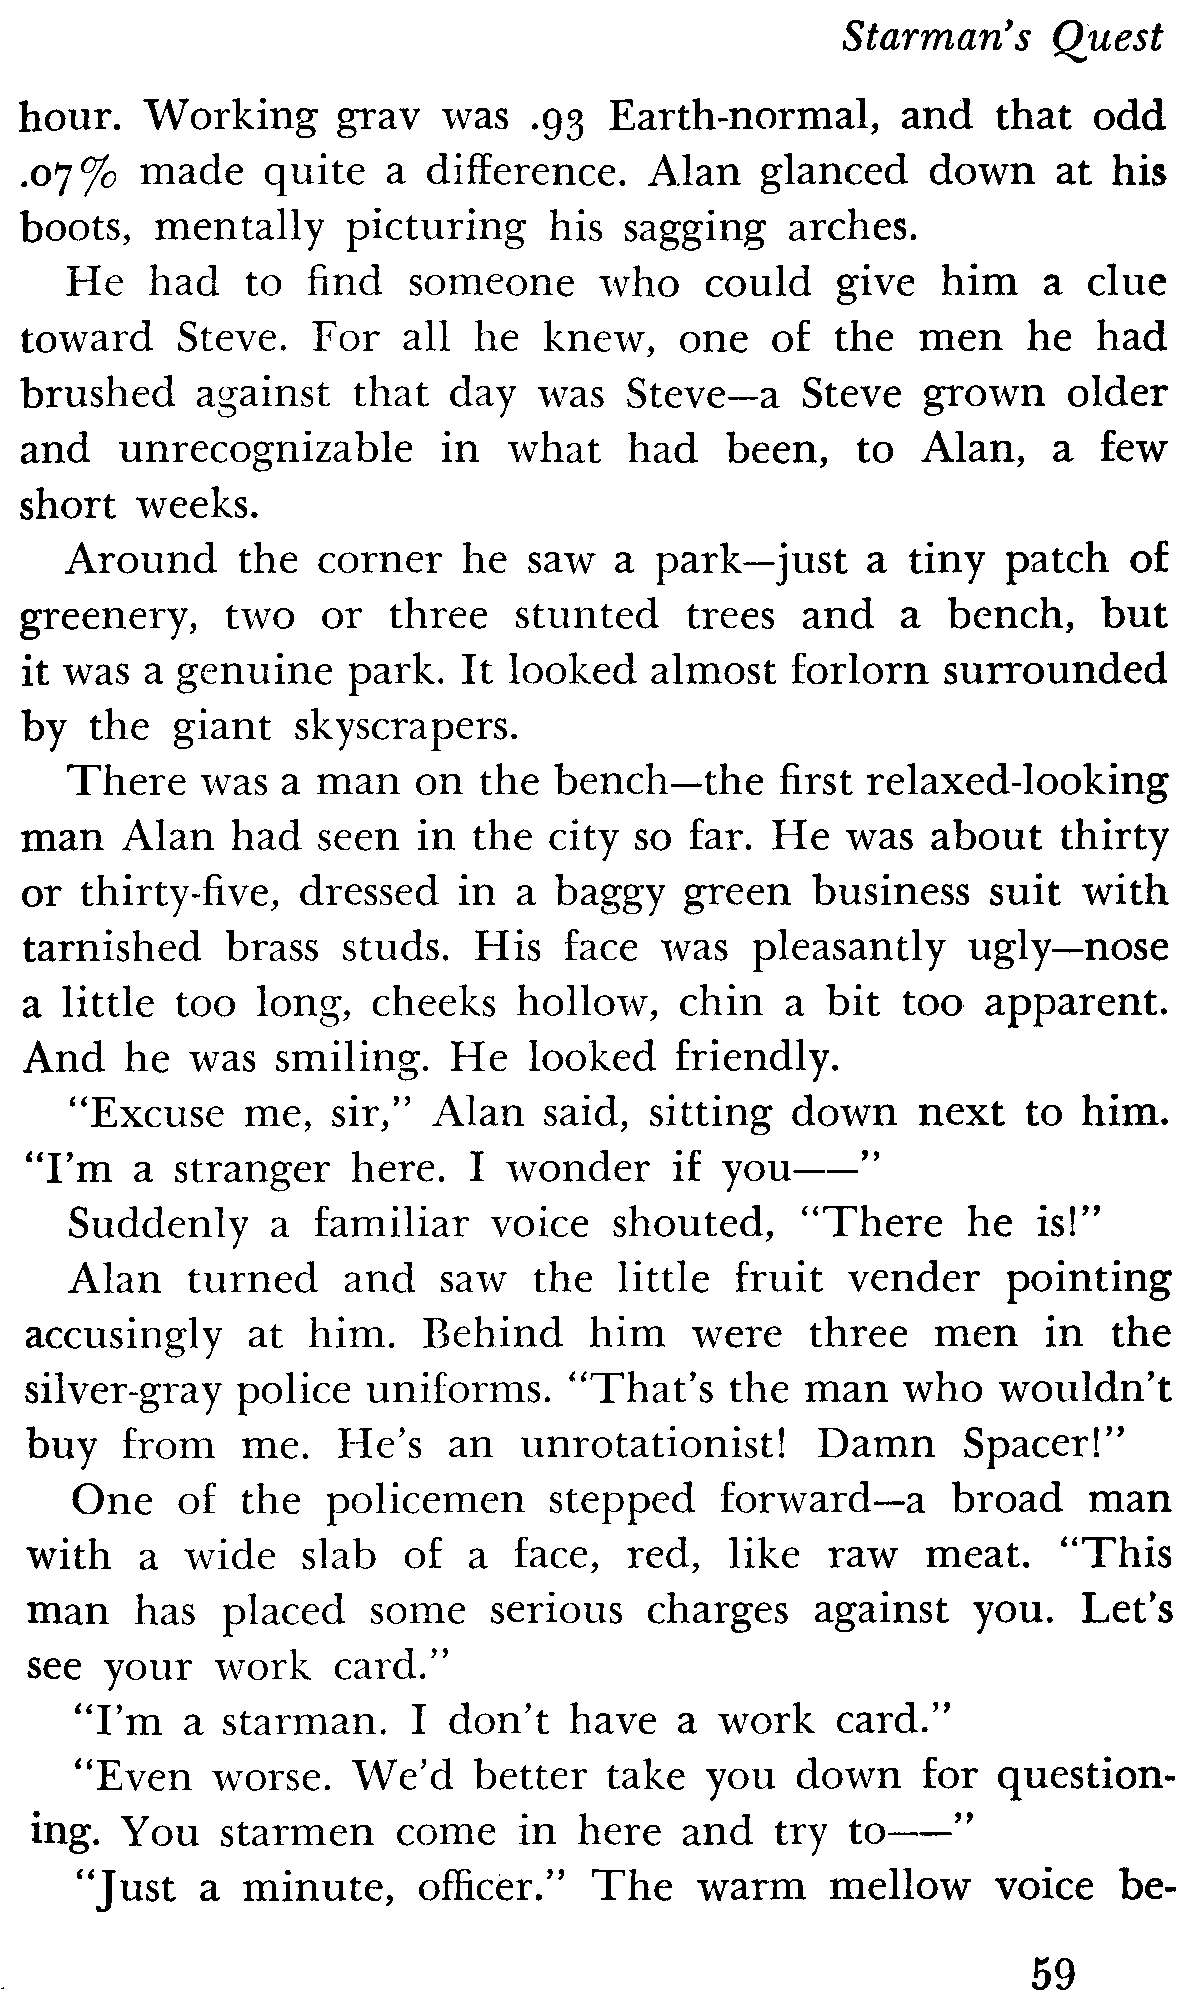 Starman's Quest
hour. Working grav was .93 Earth-normal, and that odd
.07% made quite a difference. Alan glanced down at his
boots, mentally picturing his sagging arches.
He had to find someone who could give him a clue
toward Steve. For all he knew, one of the men he had
brushed against that day was Steve—a Steve grown older
and unrecognizable in what had been, to Alan, a few
short weeks.
Around the corner he saw a park—just a tiny patch of
greenery, two or three stunted trees and a bench, but
it was a genuine park. It looked almost forlorn surrounded
by the giant skyscrapers.
There was a man on the bench—the first relaxed-looking
man Alan had seen in the city so far. He was about thirty
or thirty-five, dressed in a baggy green business suit with
tarnished brass studs. His face was pleasantly ugly—nose
a little too long, cheeks hollow, chin a bit too apparent.
And he was smiling. He looked friendly.
“Excuse me, sir,” Alan said, sitting down next to him.
“I'm a stranger here. I wonder if you——”
Suddenly a familiar voice shouted, “There he is!”
Alan turned and saw the little fruit vender pointing
accusingly at him. Behind him were three men in the
silver-gray police uniforms. “That's the man who wouldn't
buy from me. He's an unrotationist! Damn Spacer!”
One of the policemen stepped forward—a broad man
with a wide slab of a face, red, like raw meat. “This
man has placed some serious charges against you. Let's
see your work card.”
“I'm a starman. I don't have a work card.”
“Even worse. We'd better take you down for question-
ing. You starmen come in here and try to——”
“Just a minute, officer.” The warm mellow voice be-
59